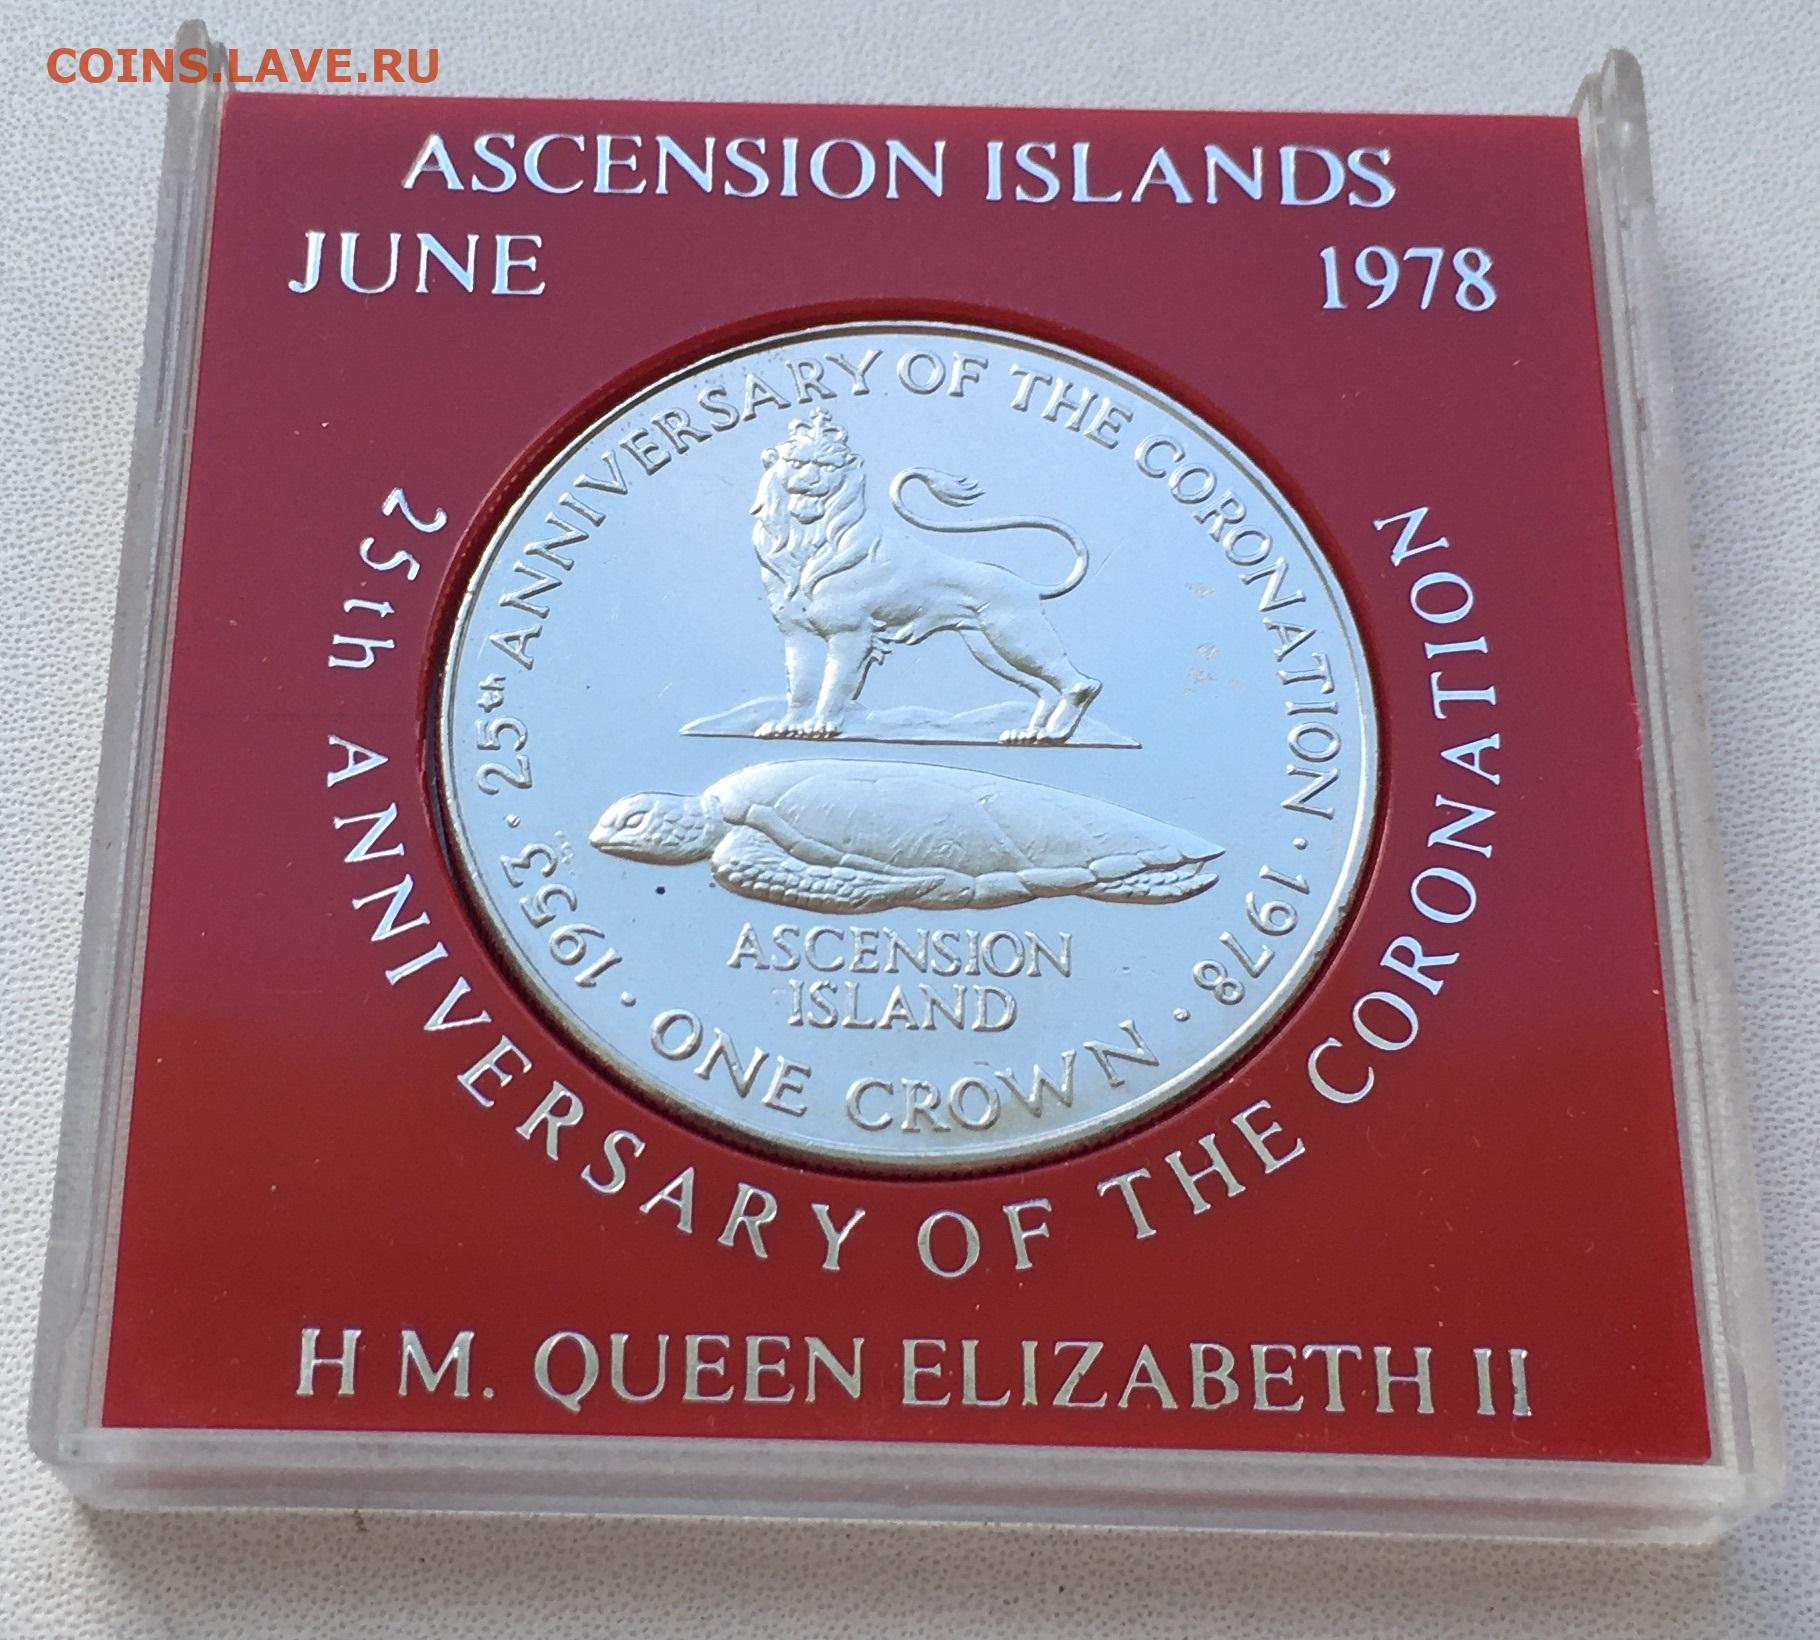 COINS.LAVE.RU
ASCENSION ISLANDS
JUNE 1978
1953 · 25th ANNIVERSARY OF THE CORONATION · 1978 ·
ASCENSION
ISLAND
ONE CROWN
25th ANNIVERSARY OF THE CORONATION
H M. QUEEN ELIZABETH II